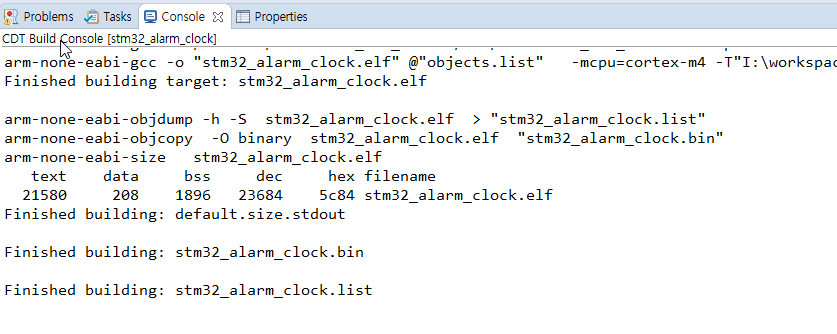 Problems Tasks Console Properties
CDT Build Console [stm32_alarm_clock]
arm-none-eabi-gcc -o "stm32_alarm_clock.elf" @"objects.list"   -mcpu=cortex-m4 -T"I:\workspac
Finished building target: stm32_alarm_clock.elf
arm-none-eabi-objdump -h -S  stm32_alarm_clock.elf  > "stm32_alarm_clock.list"
arm-none-eabi-objcopy  -O binary  stm32_alarm_clock.elf  "stm32_alarm_clock.bin"
arm-none-eabi-size   stm32_alarm_clock.elf
   text    data     bss     dec     hex filename
  21580     208    1896   23684    5c84 stm32_alarm_clock.elf
Finished building: default.size.stdout
Finished building: stm32_alarm_clock.bin
Finished building: stm32_alarm_clock.list